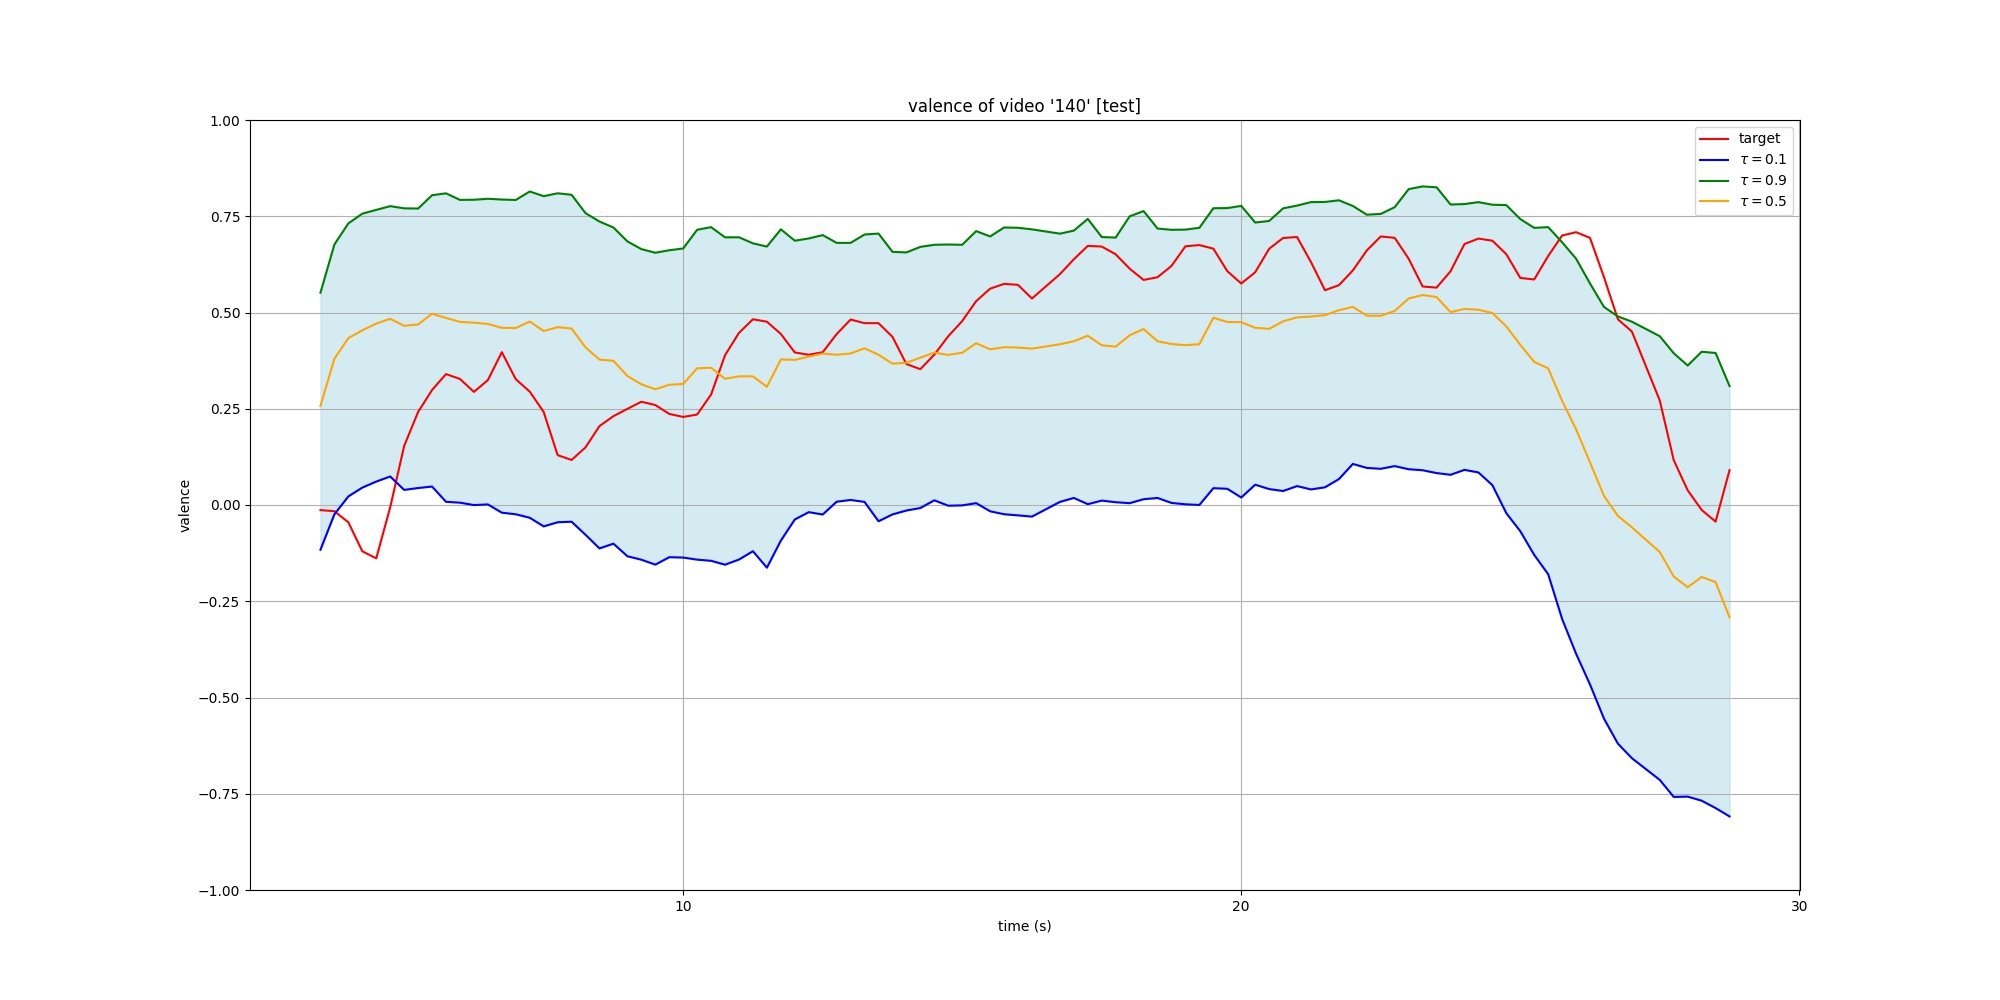 valence of video '140' [test]
1.00
0.75
0.50
0.25
0.00
−0.25
−0.50
−0.75
−1.00
valence
10
20
30
time (s)
target
τ = 0.1
τ = 0.9
τ = 0.5